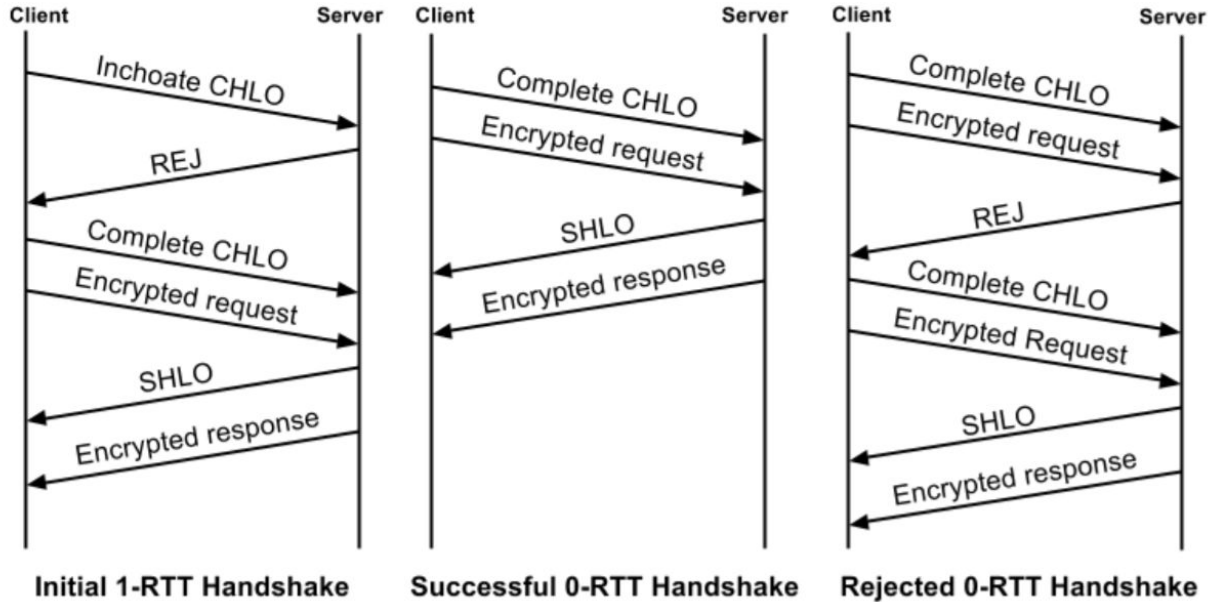 Client
Server
Inchoate CHLO
REJ
Complete CHLO
Encrypted request
SHLO
Encrypted response
Initial 1-RTT Handshake
Client
Server
Complete CHLO
Encrypted request
SHLO
Encrypted response
Successful 0-RTT Handshake
Client
Server
Complete CHLO
Encrypted request
REJ
Complete CHLO
Encrypted Request
SHLO
Encrypted response
Rejected 0-RTT Handshake